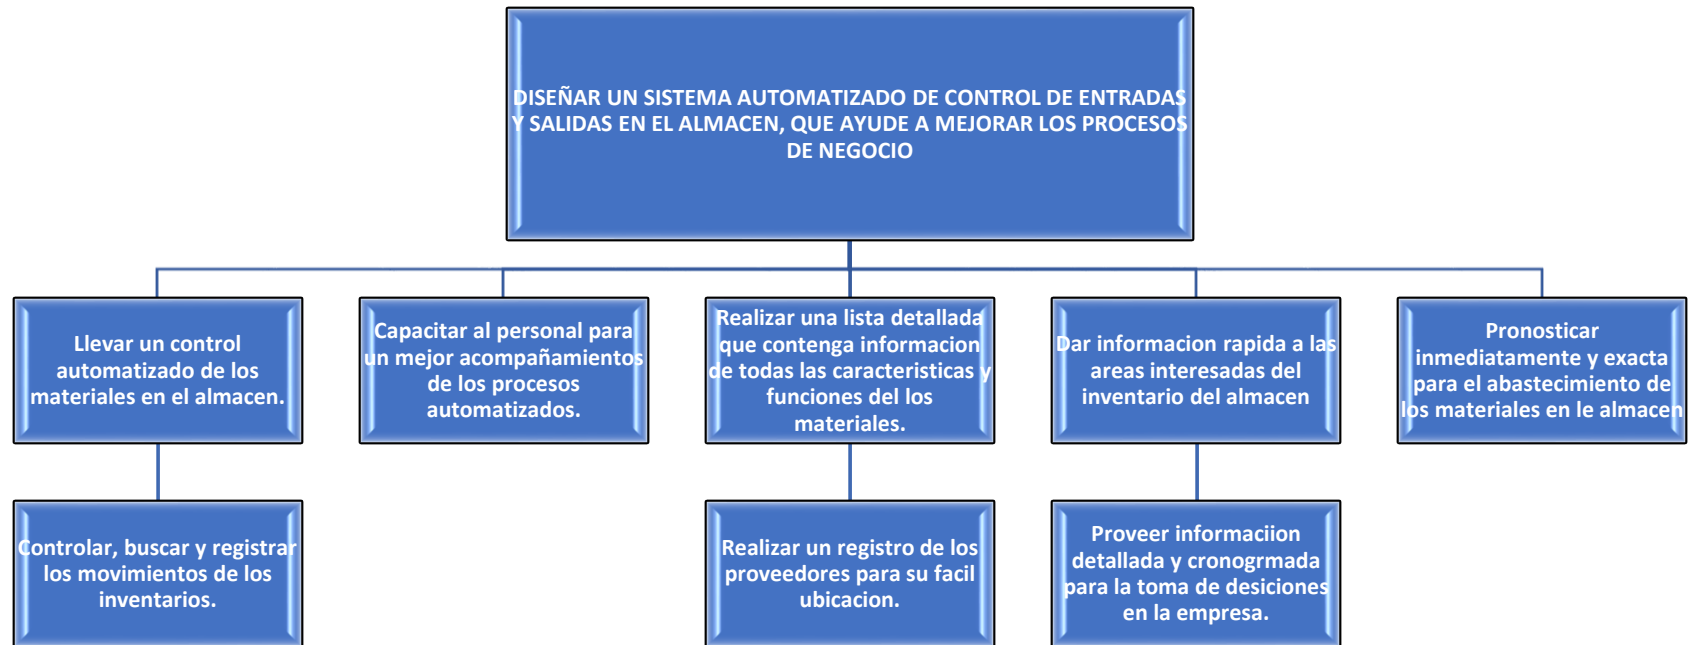 DISEÑAR UN SISTEMA AUTOMATIZADO DE CONTROL DE ENTRADAS
Y SALIDAS EN EL ALMACEN, QUE AYUDE A MEJORAR LOS PROCESOS
DE NEGOCIO
Llevar un control
automatizado de los
materiales en el almacen.
Capacitar al personal para
un mejor acompañamientos
de los procesos
automatizados.
Realizar una lista detallada
que contenga informacion
de todas las caracteristicas y
funciones del los
materiales.
Dar informacion rapida a las
areas interesadas del
inventario del almacen
Pronosticar
inmediatamente y exacta
para el abastecimiento de
los materiales en le almacen
Controlar, buscar y registrar
los movimientos de los
inventarios.
Realizar un registro de los
proveedores para su facil
ubicacion.
Proveer informaciion
detallada y cronogrmada
para la toma de desiciones
en la empresa.